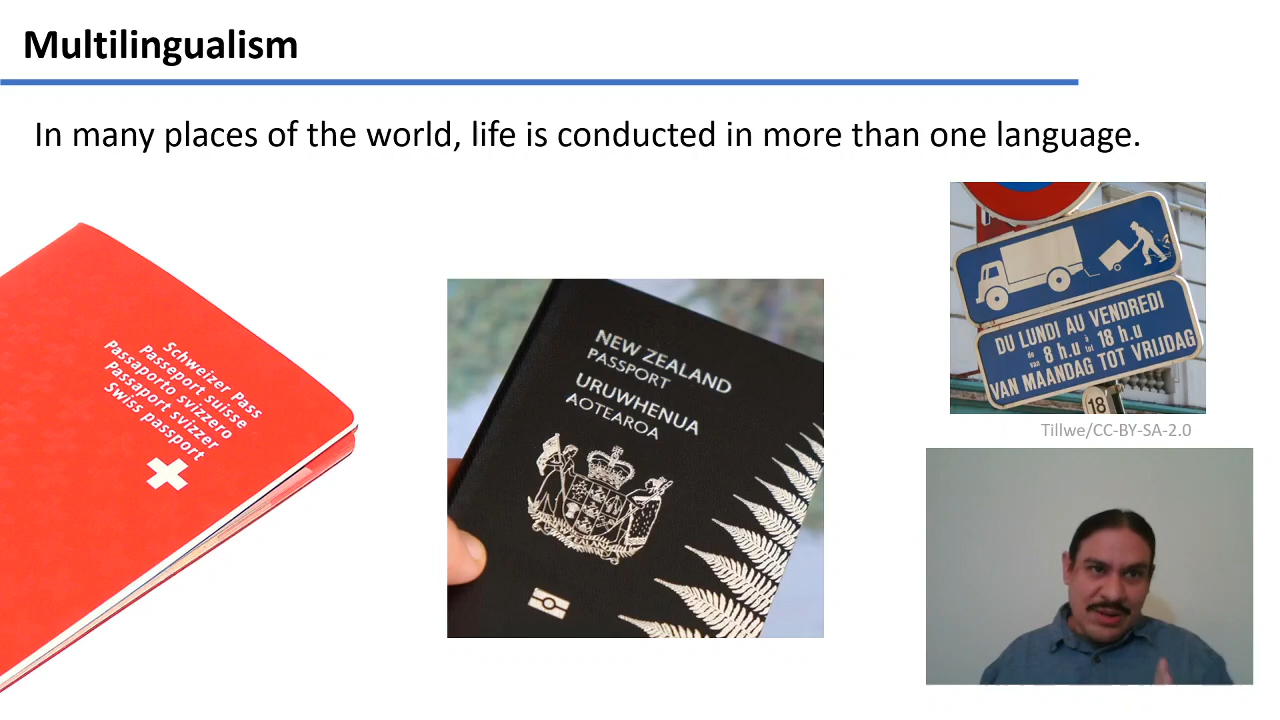 Multilingualism
In many places of the world, life is conducted in more than one language.
Schweizer Pass
Passeport suisse
Passaporto svizzero
Passaport svizzer
Swiss passport
NEW ZEALAND
PASSPORT
URUWHENUA
AOTEAROA
DU LUNDI AU VENDREDI
de 8 h.u à 18 h.u
van tot
VAN MAANDAG TOT VRIJDAG
18
Tillwe/CC-BY-SA-2.0